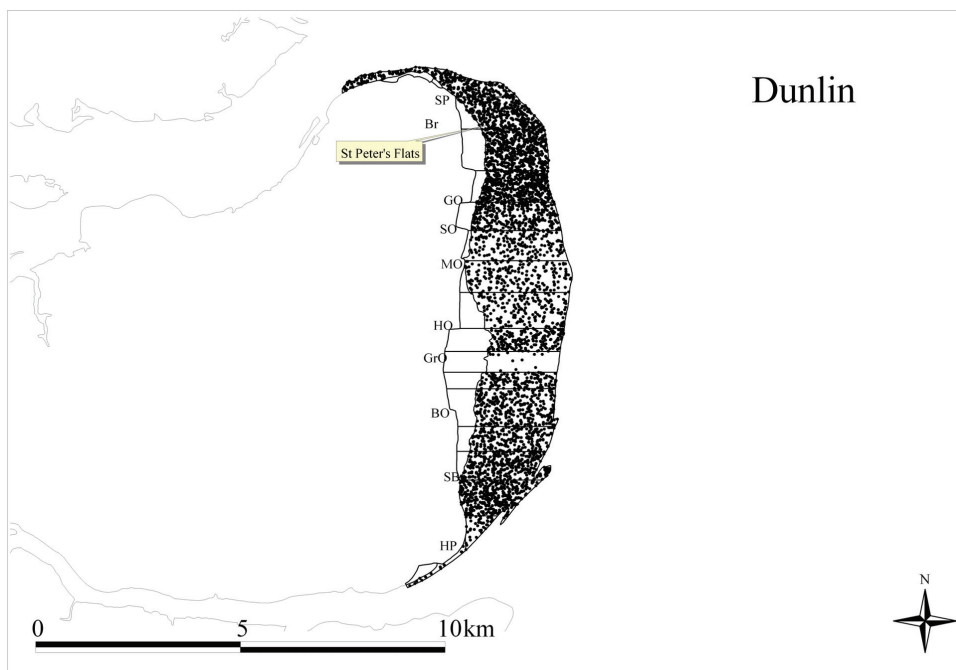 Dunlin
SP
Br
St Peter's Flats
GO
SO
MO
HO
GrO
BO
SB
HP
N
0 5 10km